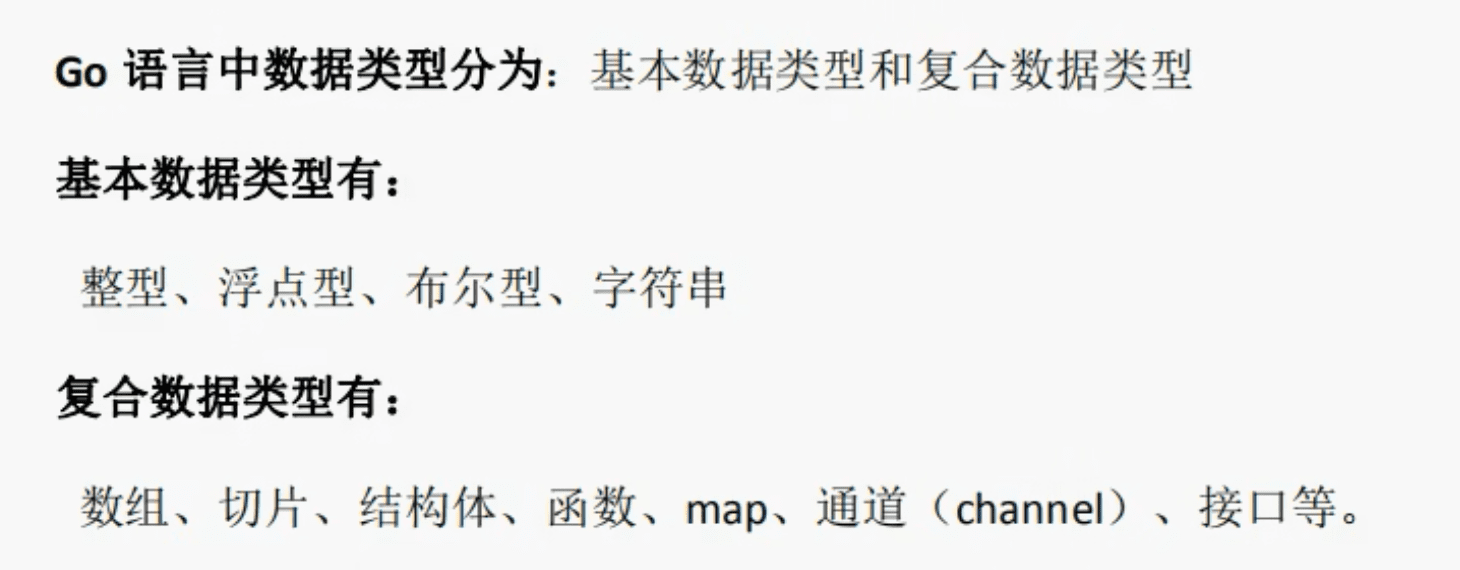 Go 语言中数据类型分为：基本数据类型和复合数据类型
基本数据类型有：
整型、浮点型、布尔型、字符串
复合数据类型有：
数组、切片、结构体、函数、map、通道（channel）、接口等。